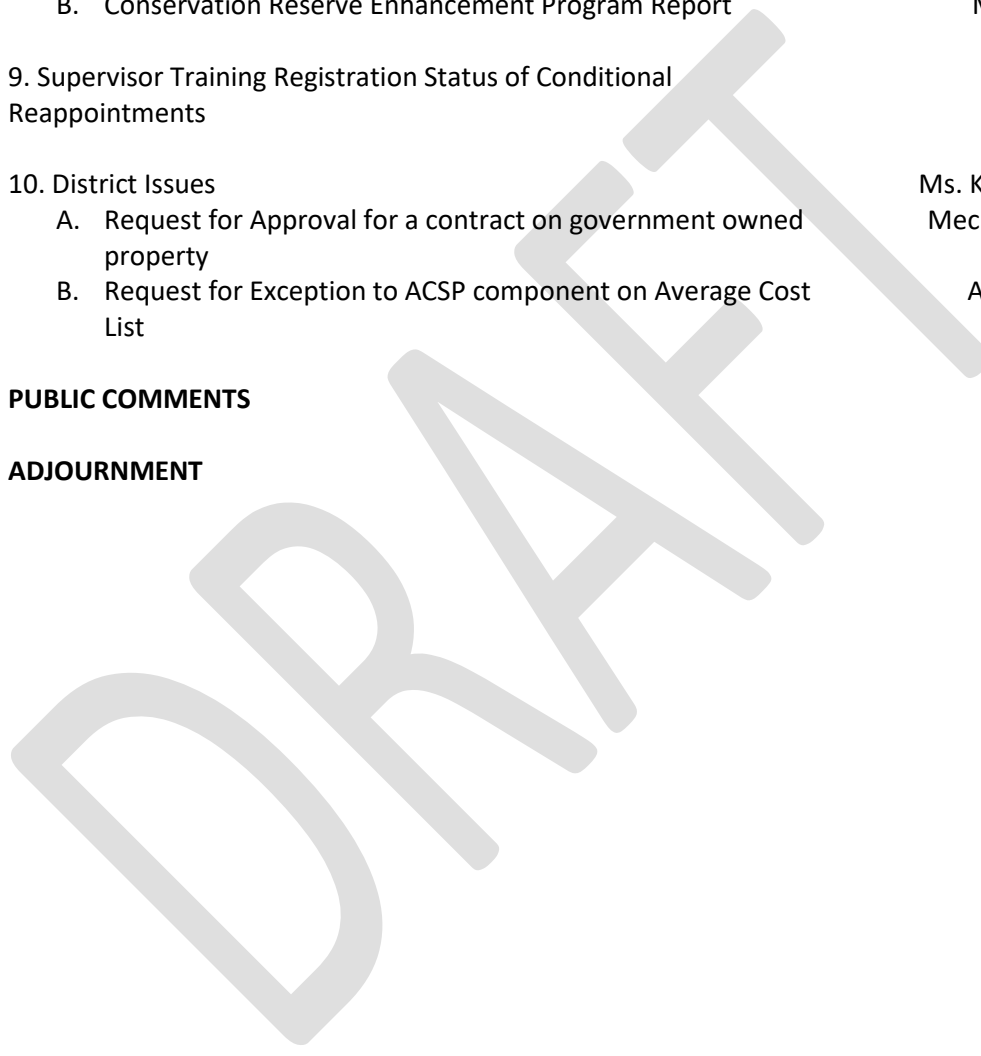 B. Conservation Reserve Enhancement Program Report
9. Supervisor Training Registration Status of Conditional
Reappointments
10. District Issues Ms.
A. Request for Approval for a contract on government owned
property
B. Request for Exception to ACSP component on Average Cost
List
PUBLIC COMMENTS
ADJOURNMENT
DRAFT